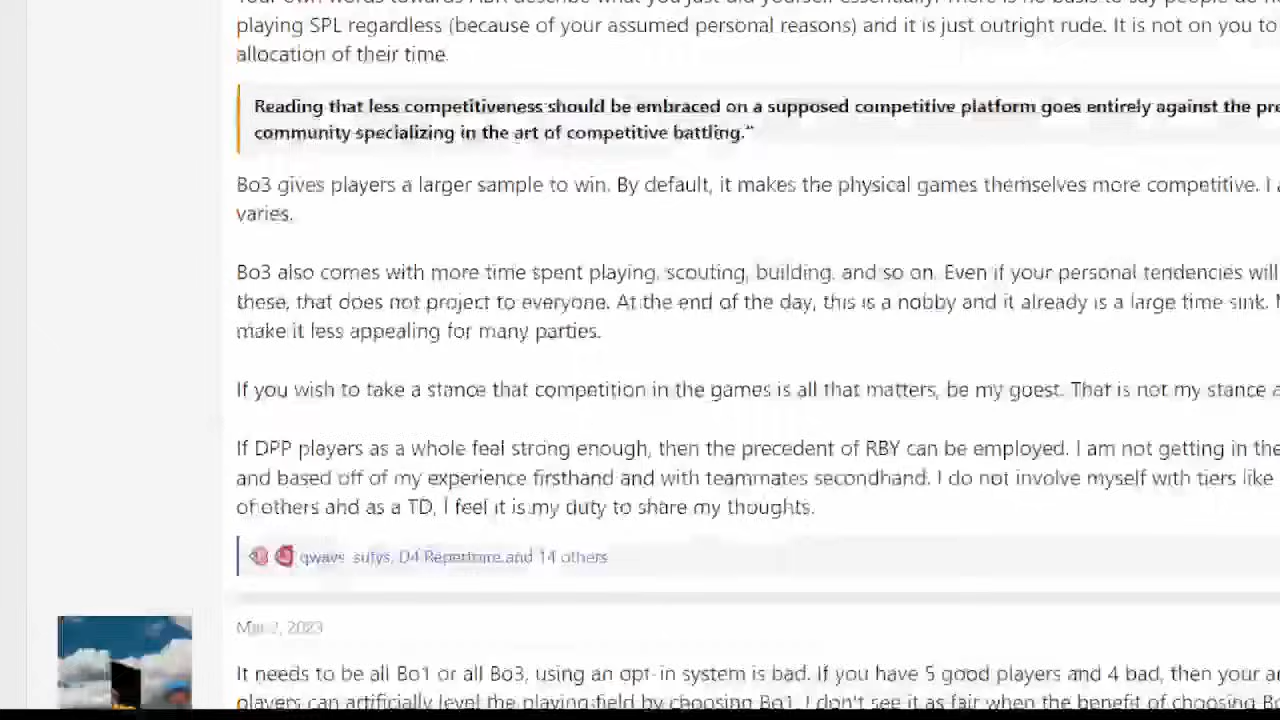 playing SPL regardless (because of your assumed personal reasons) and it is just outright rude. It is not on you to
allocation of their time.
Reading that less competitiveness should be embraced on a supposed competitive platform goes entirely against the pre
community specializing in the art of competitive battling."
Bo3 gives players a larger sample to win. By default, it makes the physical games themselves more competitive. I a
varies.
Bo3 also comes with more time spent playing, scouting, building, and so on. Even if your personal tendencies will
these, that does not project to everyone. At the end of the day, this is a hobby and it already is a large time sink.
make it less appealing for many parties.
If you wish to take a stance that competition in the games is all that matters, be my guest. That is not my stance a
If DPP players as a whole feel strong enough, then the precedent of RBY can be employed. I am not getting in the
and based off of my experience firsthand and with teammates secondhand. I do not involve myself with tiers like
of others and as a TD, I feel it is my duty to share my thoughts.
D4 Repertoire and 14 others
2023
It needs to be all Bo1 or all Bo3, using an opt-in system is bad. If you have 5 good players and 4 bad, then your a
players can artificially level the playing field by choosing Bo1. I don't see it as fair when the benefit of choosing